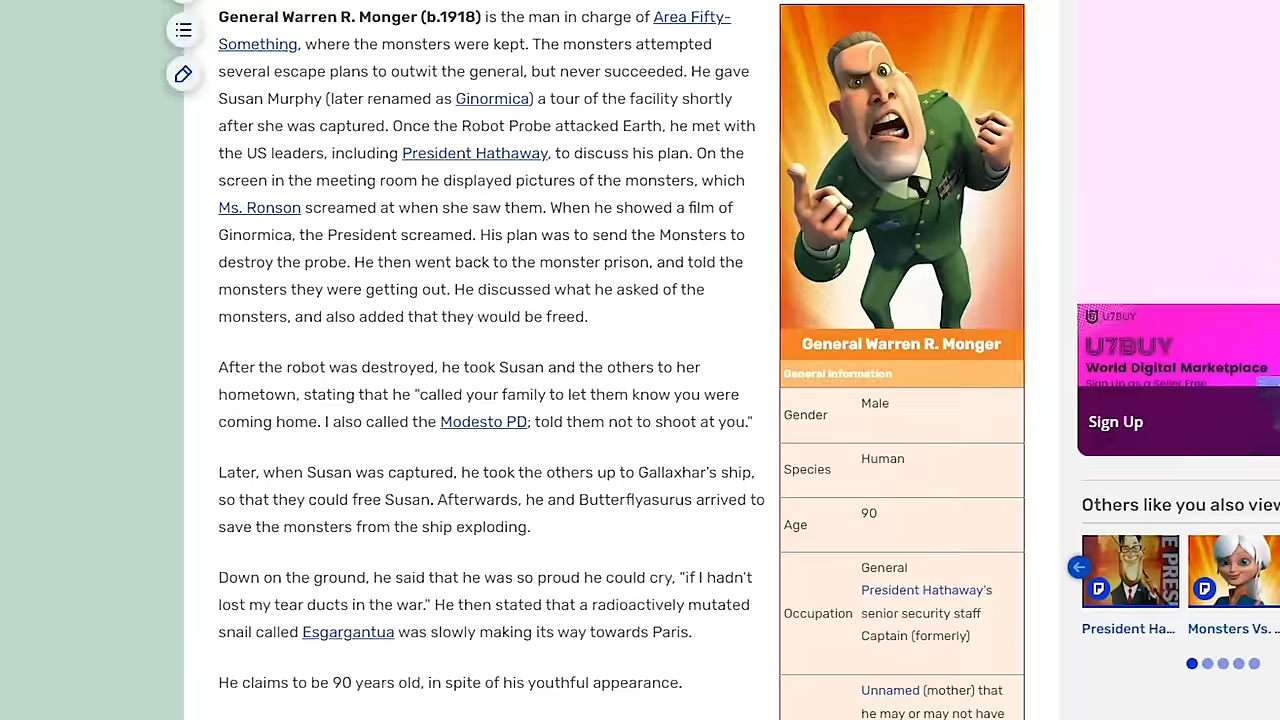 General Warren R. Monger (b.1918) is the man in charge of Area Fifty-
Something, where the monsters were kept. The monsters attempted
several escape plans to outwit the general, but never succeeded. He gave
Susan Murphy (later renamed as Ginormica) a tour of the facility shortly
after she was captured. Once the Robot Probe attacked Earth, he met with
the US leaders, including President Hathaway, to discuss his plan. On the
screen in the meeting room he displayed pictures of the monsters, which
Ms. Ronson screamed at when she saw them. When he showed a film of
Ginormica, the President screamed. His plan was to send the Monsters to
destroy the probe. He then went back to the monster prison, and told the
monsters they were getting out. He discussed what he asked of the
monsters, and also added that they would be freed.
After the robot was destroyed, he took Susan and the others to her
hometown, stating that he "called your family to let them know you were
coming home. I also called the Modesto PD; told them not to shoot at you."
Later, when Susan was captured, he took the others up to Gallaxhar's ship,
so that they could free Susan. Afterwards, he and Butterflyasurus arrived to
save the monsters from the ship exploding.
Down on the ground, he said that he was so proud he could cry, "if I hadn't
lost my tear ducts in the war." He then stated that a radioactively mutated
snail called Esgargantua was slowly making its way towards Paris.
He claims to be 90 years old, in spite of his youthful appearance.
General Warren R. Monger
General information
Gender
Male
Species
Human
Age
90
Occupation
General
President Hathaway's
senior security staff
Captain (formerly)
Unnamed (mother) that
he may or may not have
U7BUY
U7BUY
World Digital Marketplace
Sign Up as a Seller Free
Sign Up
Others like you also view
E PRES
President Ha...
Monsters Vs. ..